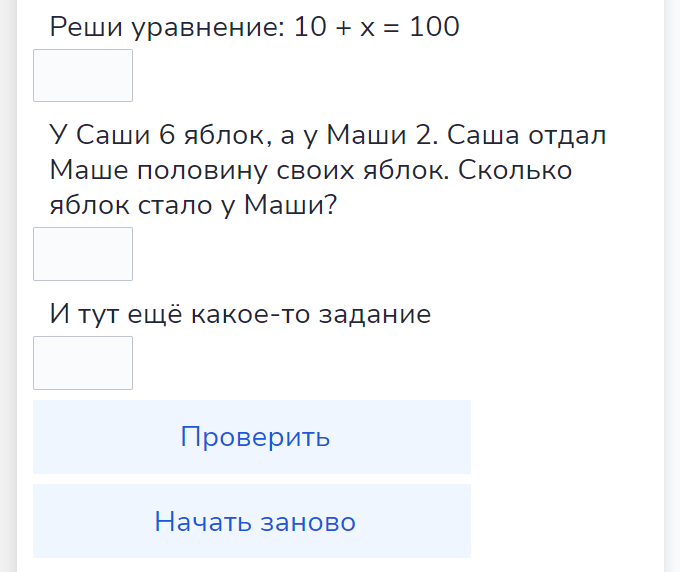 Реши уравнение: 10 + x = 100
У Саши 6 яблок, а у Маши 2. Саша отдал
Маше половину своих яблок. Сколько
яблок стало у Маши?
И тут ещё какое-то задание
Проверить
Начать заново